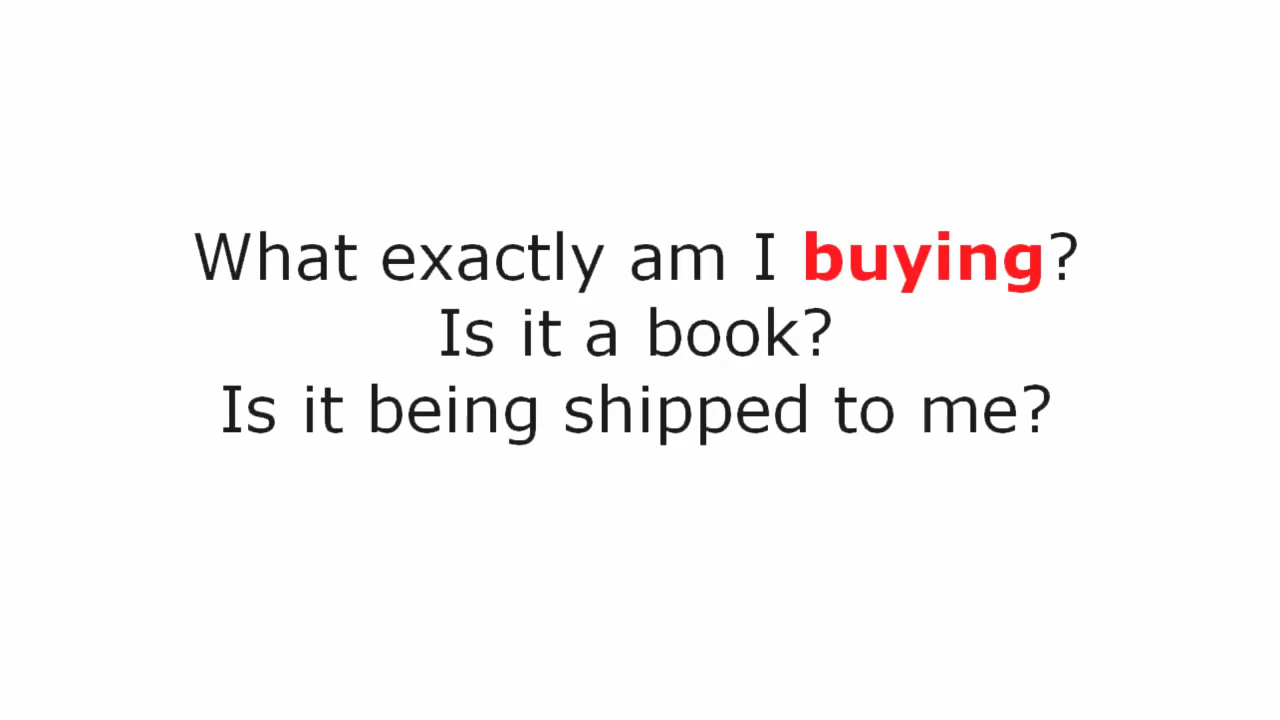 What exactly am I buying?
Is it a book?
Is it being shipped to me?